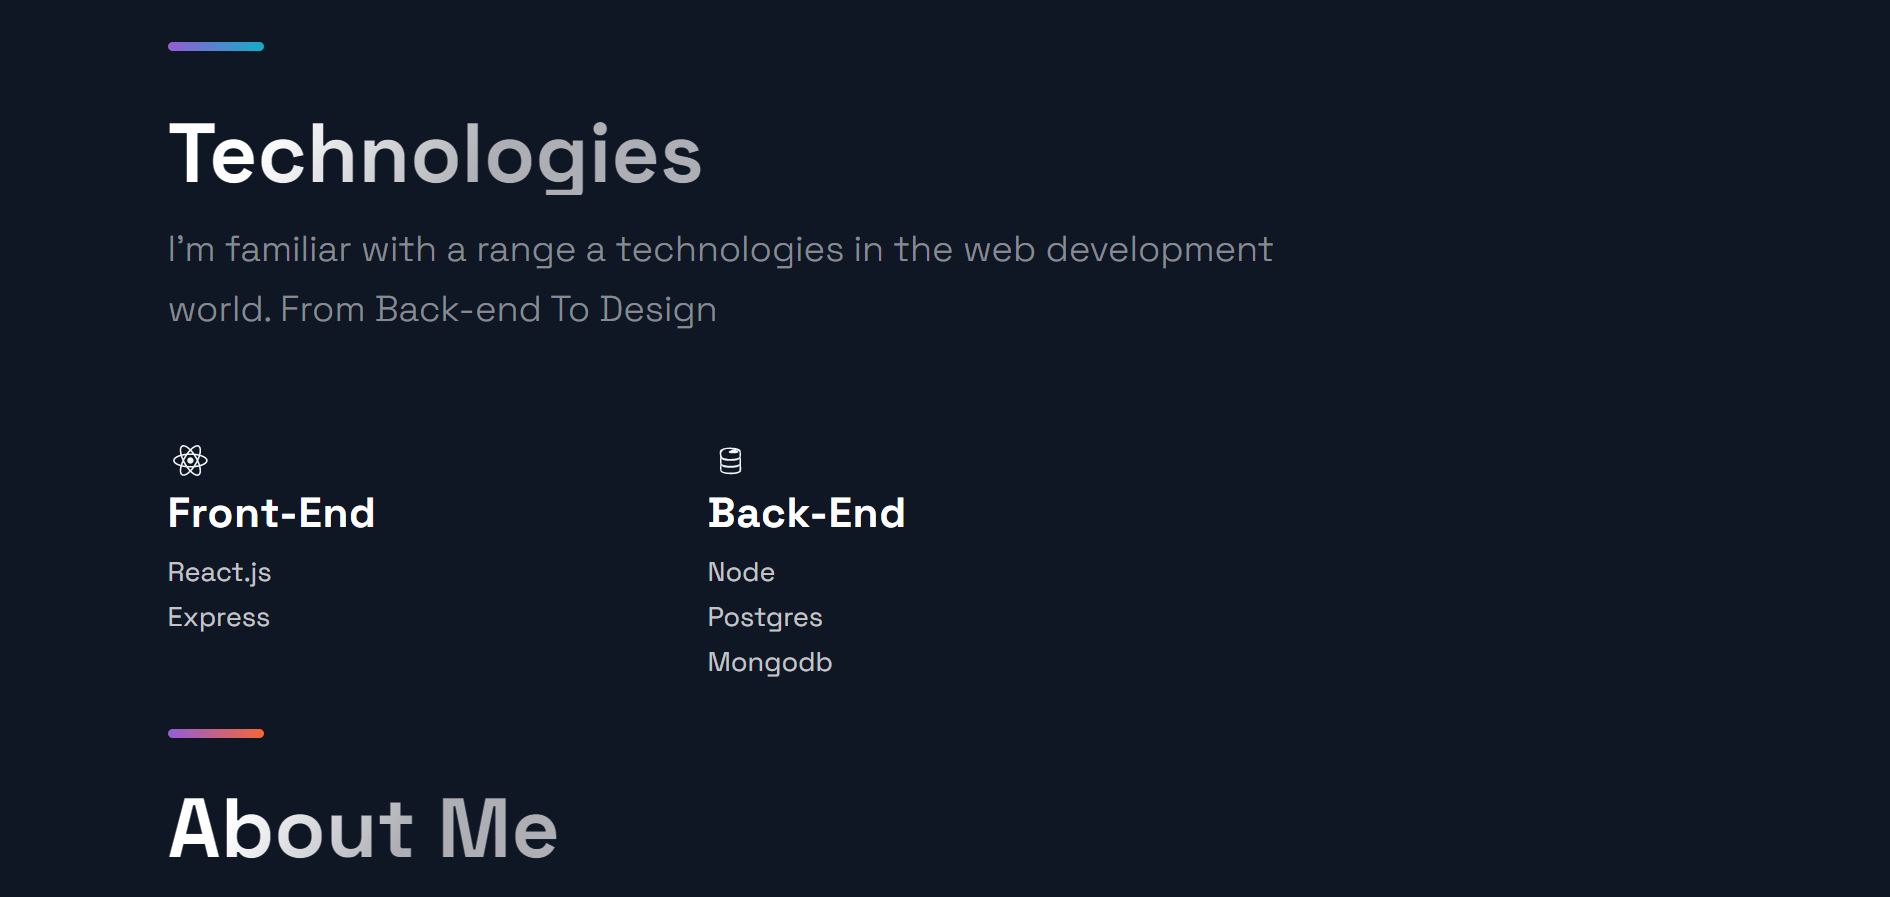 Technologies
I'm familiar with a range a technologies in the web development
world. From Back-end To Design
Front-End
React.js
Express
Back-End
Node
Postgres
Mongodb
About Me